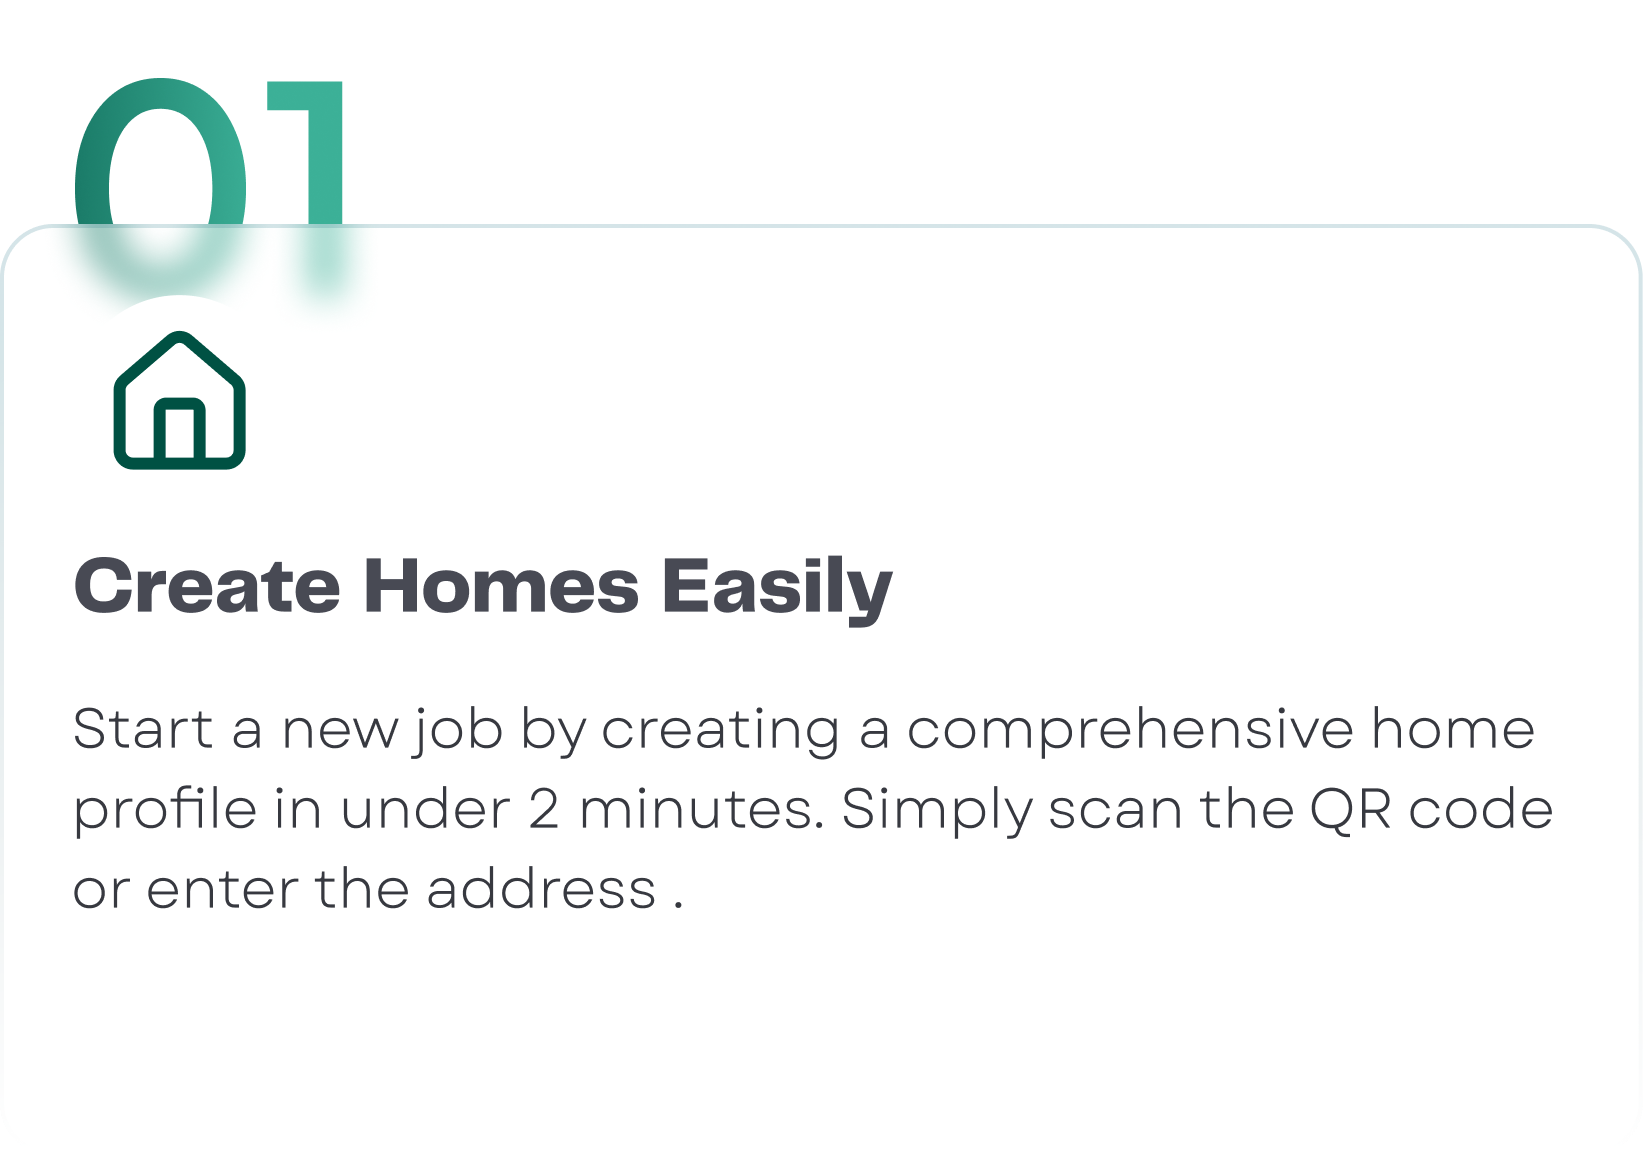 01
Create Homes Easily
Start a new job by creating a comprehensive home
profile in under 2 minutes. Simply scan the QR code
or enter the address .